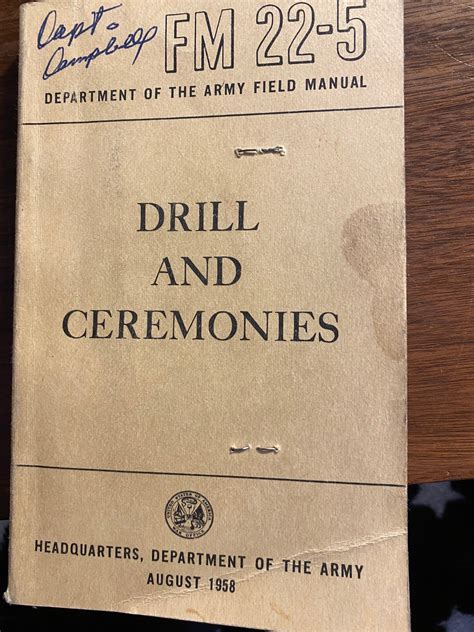 Capt.
Campbell
FM 22-5
DEPARTMENT OF THE ARMY FIELD MANUAL
DRILL
AND
CEREMONIES
HEADQUARTERS, DEPARTMENT OF THE ARMY
AUGUST 1958